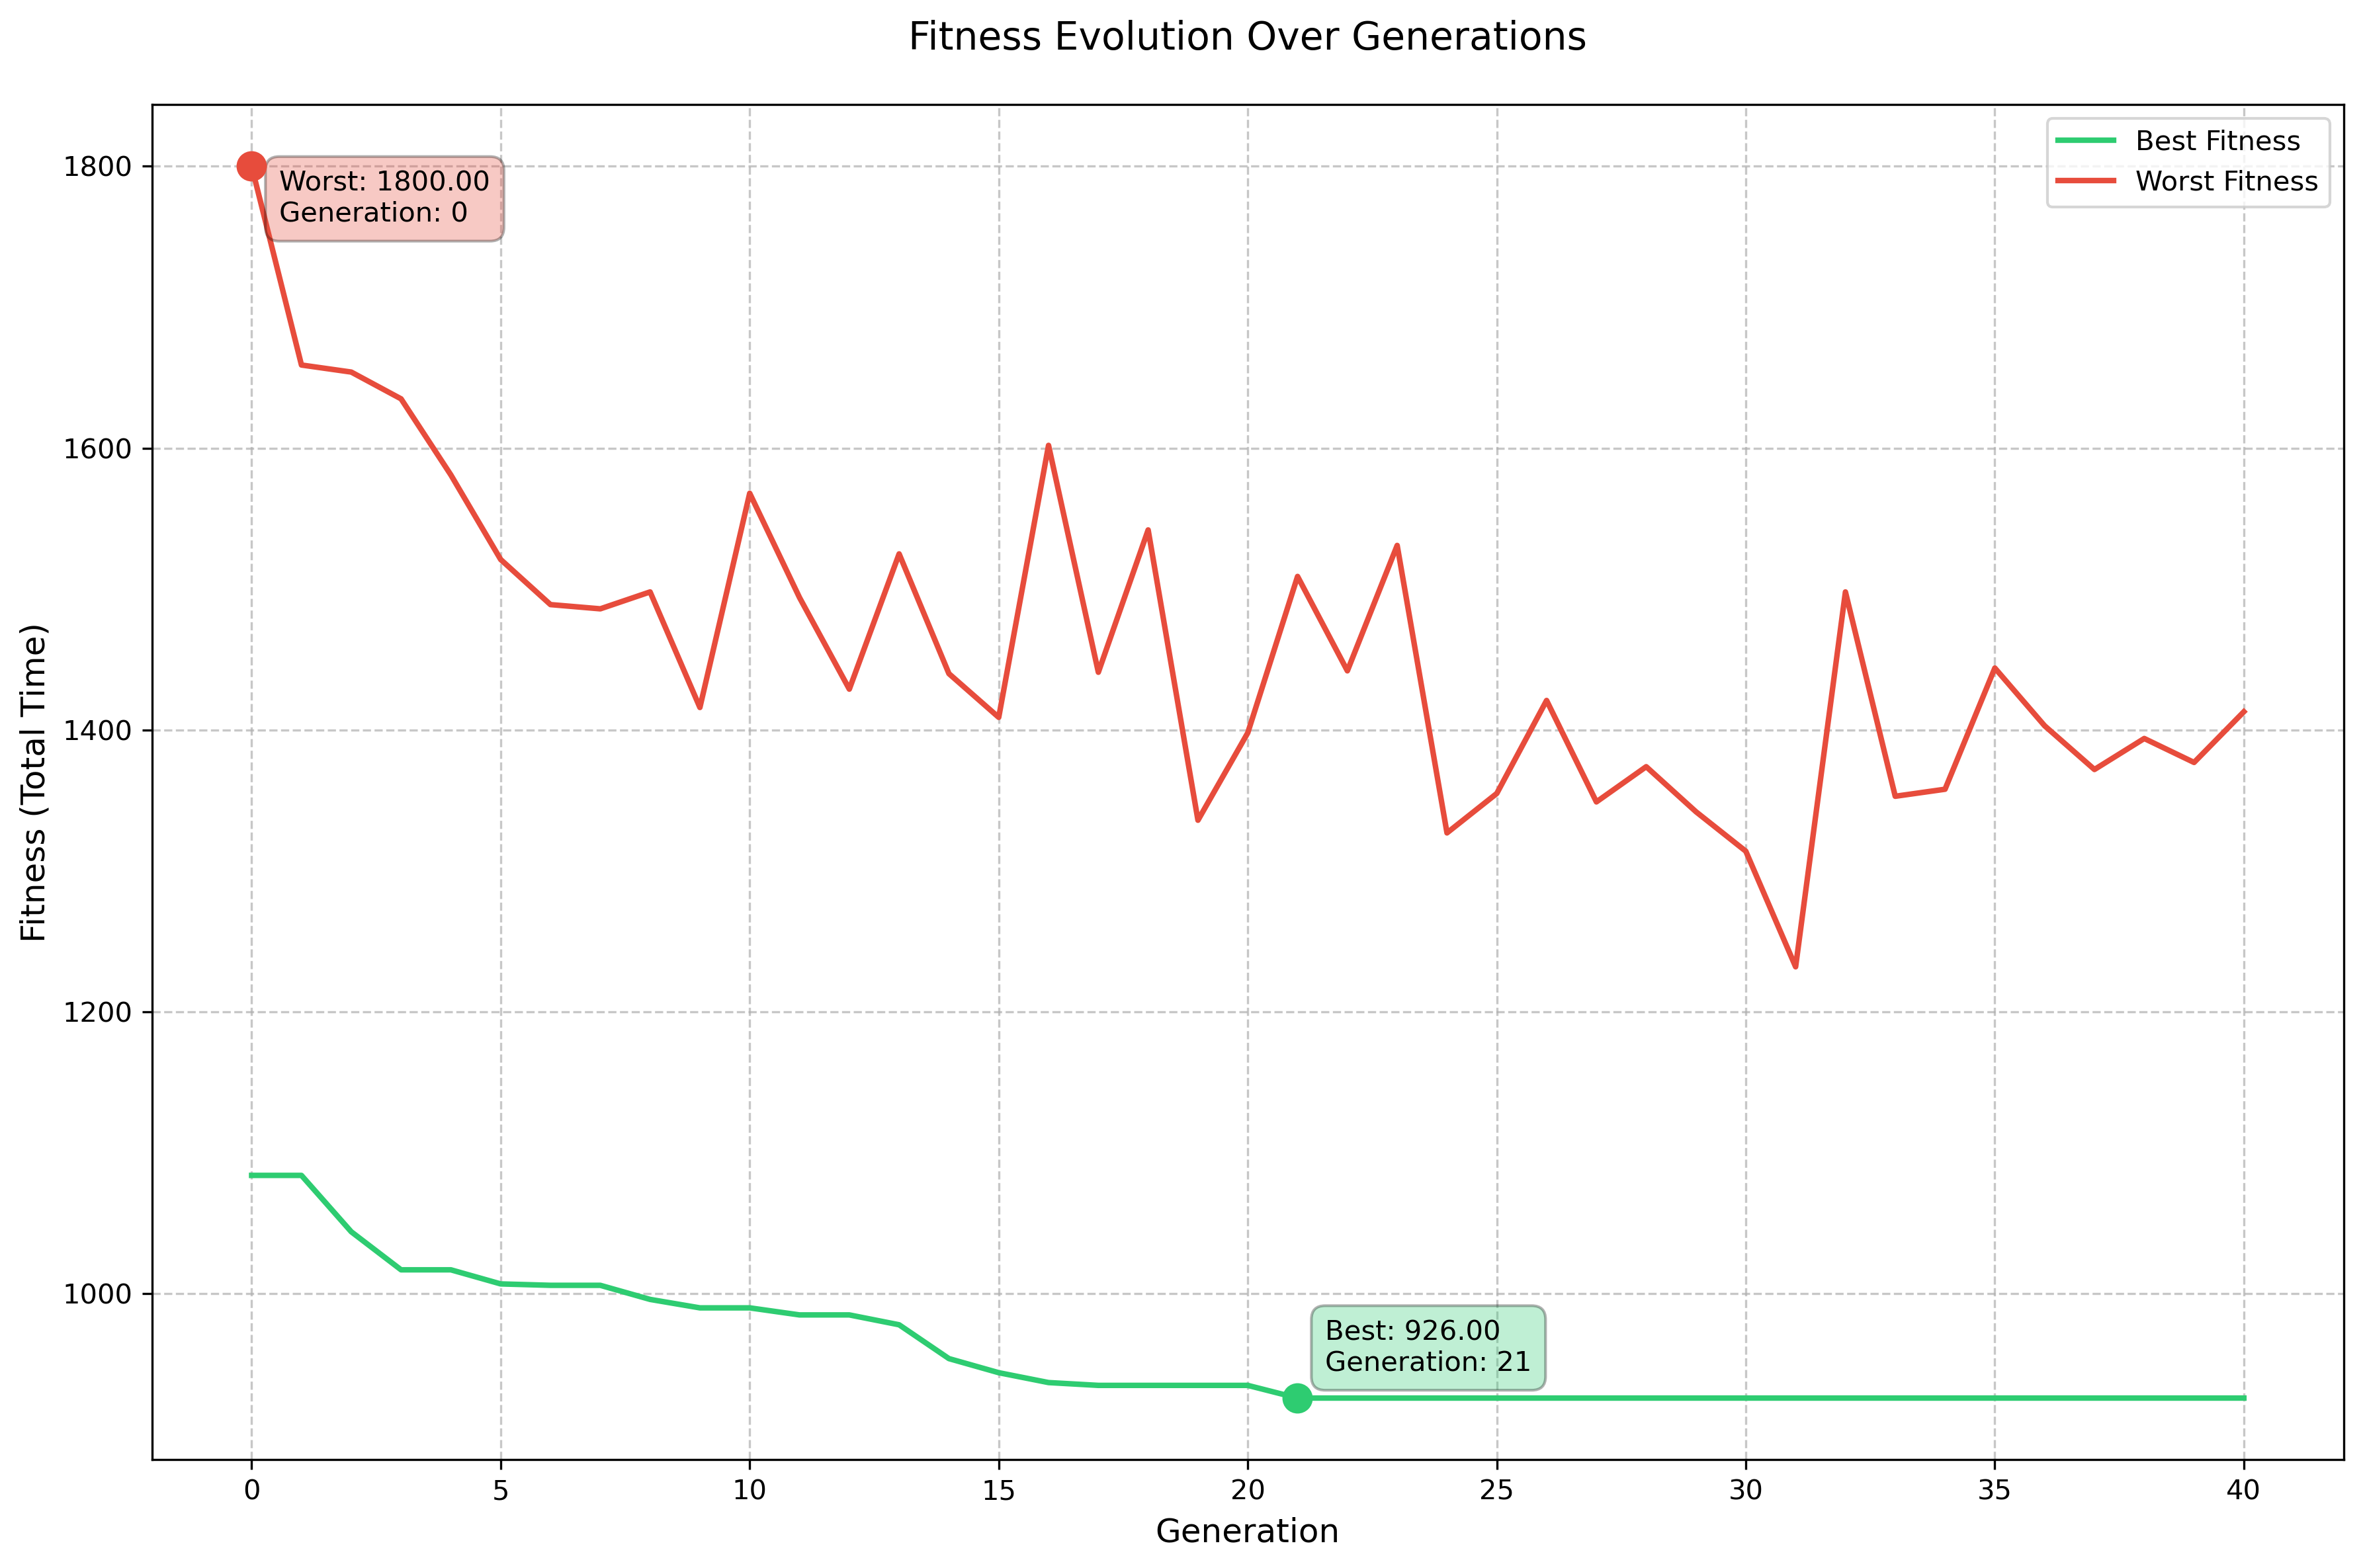 Fitness Evolution Over Generations
Best Fitness
Worst Fitness
Worst: 1800.00
Generation: 0
Best: 926.00
Generation: 21
Fitness (Total Time)
1800
1600
1400
1200
1000
0 5 10 15 20 25 30 35 40
Generation